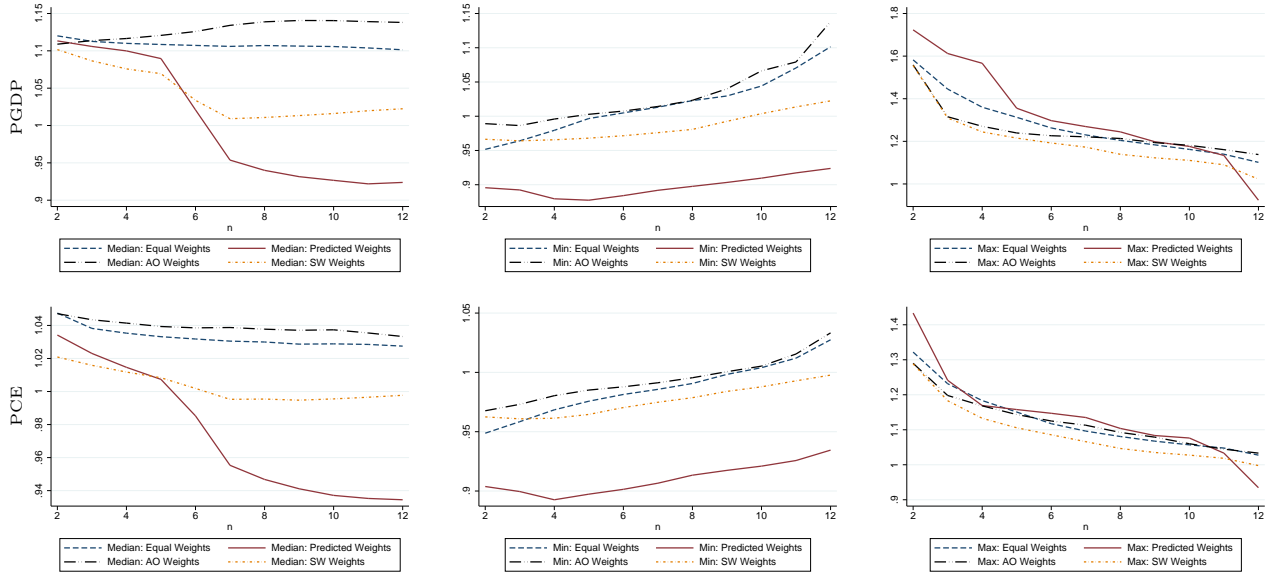 PGDP
1.15
1.1
1.05
1
.95
.9
2 4 6 8 10 12
n
Median: Equal Weights Median: Predicted Weights
Median: AO Weights Median: SW Weights
1.15
1.1
1.05
1
.95
.9
2 4 6 8 10 12
n
Min: Equal Weights Min: Predicted Weights
Min: AO Weights Min: SW Weights
1.8
1.6
1.4
1.2
1
2 4 6 8 10 12
n
Max: Equal Weights Max: Predicted Weights
Max: AO Weights Max: SW Weights
PCE
1.04
1.02
1
.98
.96
.94
2 4 6 8 10 12
n
Median: Equal Weights Median: Predicted Weights
Median: AO Weights Median: SW Weights
1.05
1
.95
.9
2 4 6 8 10 12
n
Min: Equal Weights Min: Predicted Weights
Min: AO Weights Min: SW Weights
1.4
1.3
1.2
1.1
1
.9
2 4 6 8 10 12
n
Max: Equal Weights Max: Predicted Weights
Max: AO Weights Max: SW Weights